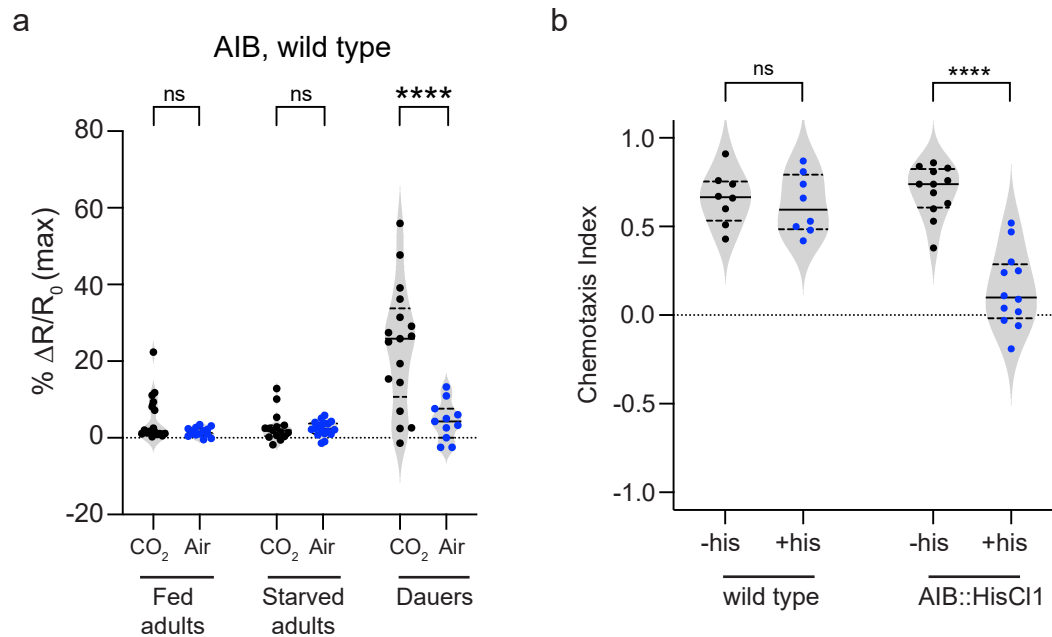 a
AIB, wild type
ns
ns
****
% ΔR/R₀ (max)
80
60
40
20
0
-20
CO₂ Air CO₂ Air CO₂ Air
Fed adults
Starved adults
Dauers
b
ns
****
Chemotaxis Index
1.0
0.5
0.0
-0.5
-1.0
-his +his -his +his
wild type AIB::HisCl1